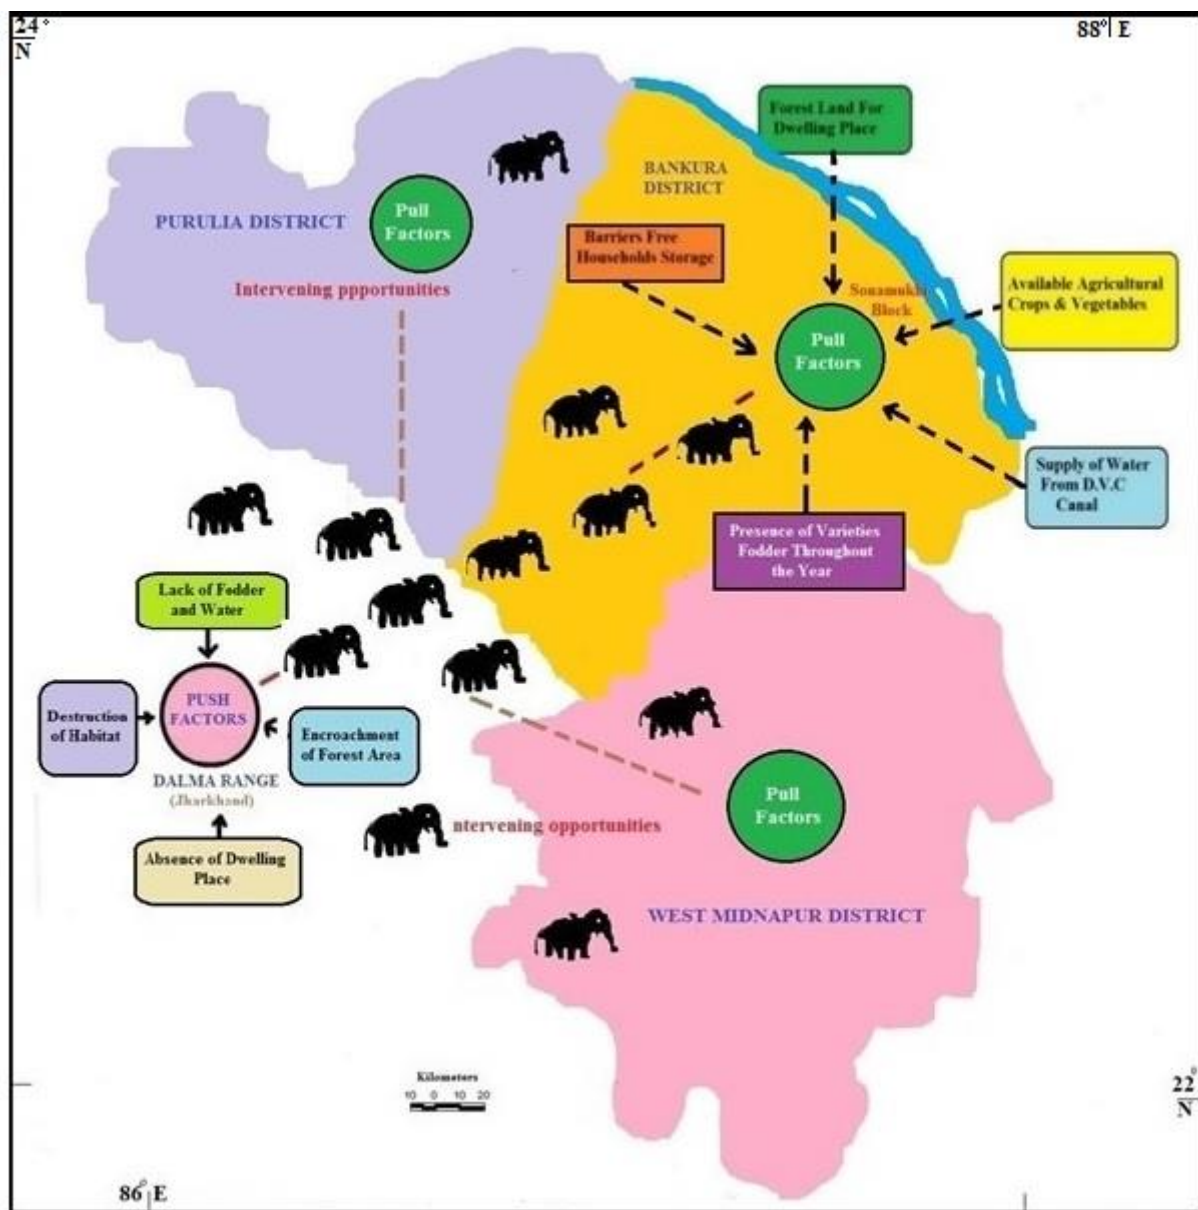 24°
N
88° E
Forest Land For
Dwelling Place
BANKURA
DISTRICT
PURULIA DISTRICT
Pull
Factors
Barriers Free
Households Storage
Intervening ppportunities
Sonamukhi
Block
Available Agricultural
Crops & Vegetables
Pull
Factors
Supply of Water
From D.V.C
Canal
Presence of Varieties
Fodder Throughout
the Year
Lack of Fodder
and Water
PUSH
FACTORS
Destruction
of Habitat
Encroachment
of Forest Area
DALMA RANGE
(Jharkhand)
Absence of Dwelling
Place
Pull
Factors
ntervening opportunities
WEST MIDNAPUR DISTRICT
Kilometers
10 0 10 20
22°
N
86° E